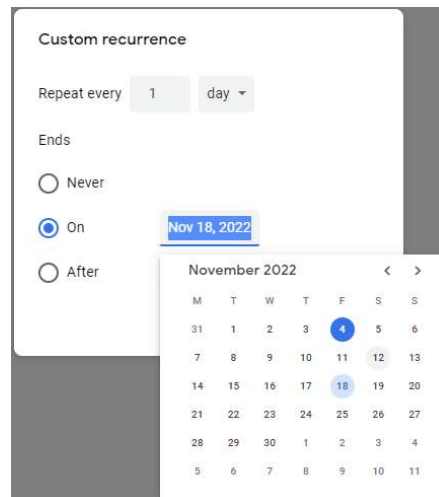 Custom recurrence
Repeat every 1 day
Ends
Never
On Nov 18, 2022
After
November 2022
M T W T F S S
31 1 2 3 4 5 6
7 8 9 10 11 12 13
14 15 16 17 18 19 20
21 22 23 24 25 26 27
28 29 30 1 2 3 4
5 6 7 8 9 10 11